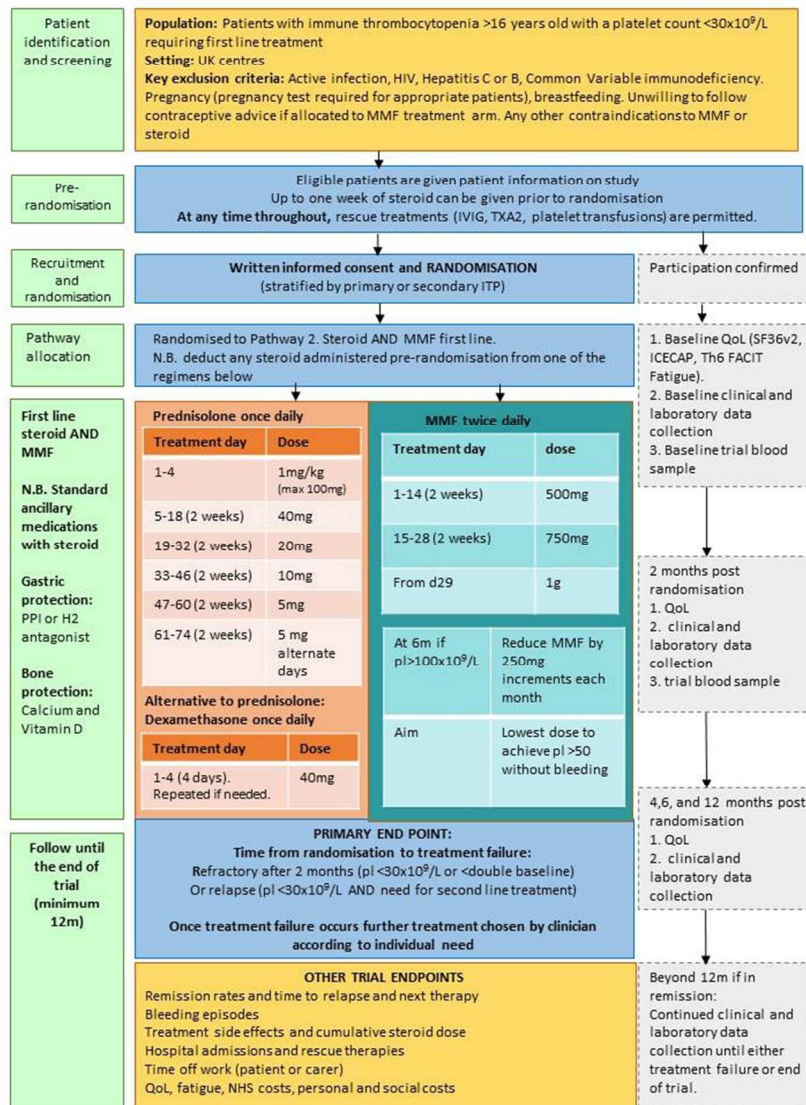 Patient
identification
and screening
Population: Patients with immune thrombocytopenia >16 years old with a platelet count <30x10⁹/L
requiring first line treatment
Setting: UK centres
Key exclusion criteria: Active infection, HIV, Hepatitis C or B, Common Variable immunodeficiency.
Pregnancy (pregnancy test required for appropriate patients), breastfeeding. Unwilling to follow
contraceptive advice if allocated to MMF treatment arm. Any other contraindications to MMF or
steroid
Pre-
randomisation
Eligible patients are given patient information on study
Up to one week of steroid can be given prior to randomisation
At any time throughout, rescue treatments (IVIG, TXA2, platelet transfusions) are permitted.
Recruitment
and
randomisation
Written informed consent and RANDOMISATION
(stratified by primary or secondary ITP)
Participation confirmed
Pathway
allocation
Randomised to Pathway 2. Steroid AND MMF first line.
N.B. deduct any steroid administered pre-randomisation from one of the
regimens below
1. Baseline QoL (SF36v2,
ICECAP, Th6 FACIT
Fatigue).
2. Baseline clinical and
laboratory data
collection
3. Baseline trial blood
sample
First line
steroid AND
MMF
N.B. Standard
ancillary
medications
with steroid
Gastric
protection:
PPI or H2
antagonist
Bone
protection:
Calcium and
Vitamin D
Prednisolone once daily
Treatment day Dose
1-4 1mg/kg
(max 100mg)
5-18 (2 weeks) 40mg
19-32 (2 weeks) 20mg
33-46 (2 weeks) 10mg
47-60 (2 weeks) 5mg
61-74 (2 weeks) 5 mg
alternate
days
Alternative to prednisolone:
Dexamethasone once daily
Treatment day Dose
1-4 (4 days). 40mg
Repeated if needed.
MMF twice daily
Treatment day dose
1-14 (2 weeks) 500mg
15-28 (2 weeks) 750mg
From d29 1g
At 6m if Reduce MMF by
pl>100x10⁹/L 250mg
increments each
month
Aim Lowest dose to
achieve pl >50
without bleeding
2 months post
randomisation
1. QoL
2. clinical and
laboratory data
collection
3. trial blood sample
4,6, and 12 months post
randomisation
1. QoL
2. clinical and
laboratory data
collection
Follow until
the end of
trial
(minimum
12m)
PRIMARY END POINT:
Time from randomisation to treatment failure:
Refractory after 2 months (pl <30x10⁹/L or <double baseline)
Or relapse (pl <30x10⁹/L AND need for second line treatment)
Once treatment failure occurs further treatment chosen by clinician
according to individual need
OTHER TRIAL ENDPOINTS
Remission rates and time to relapse and next therapy
Bleeding episodes
Treatment side effects and cumulative steroid dose
Hospital admissions and rescue therapies
Time off work (patient or carer)
QoL, fatigue, NHS costs, personal and social costs
Beyond 12m if in
remission:
Continued clinical and
laboratory data
collection until either
treatment failure or end
of trial.